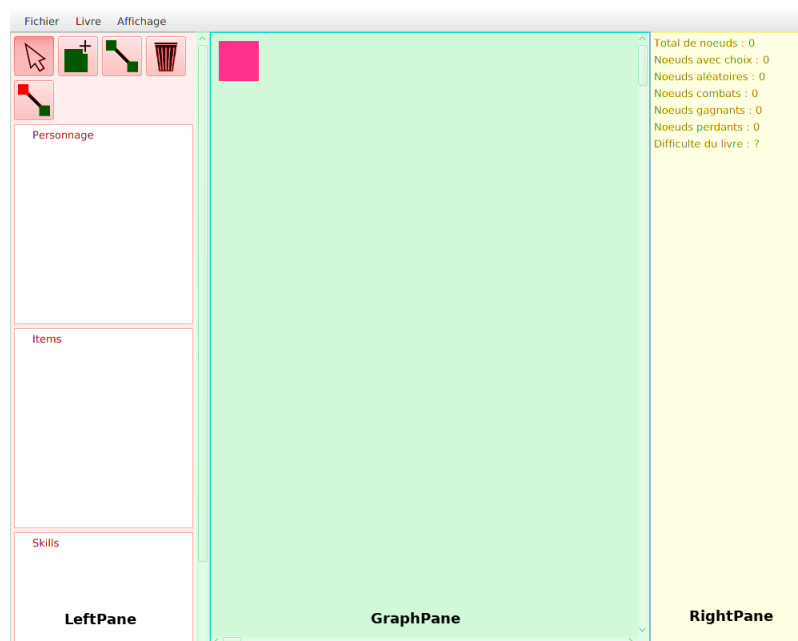 Fichier Livre Affichage
Personnage
Items
Skills
LeftPane
GraphPane
Total de noeuds : 0
Noeuds avec choix : 0
Noeuds aléatoires : 0
Noeuds combats : 0
Noeuds gagnants : 0
Noeuds perdants : 0
Difficulte du livre : ?
RightPane